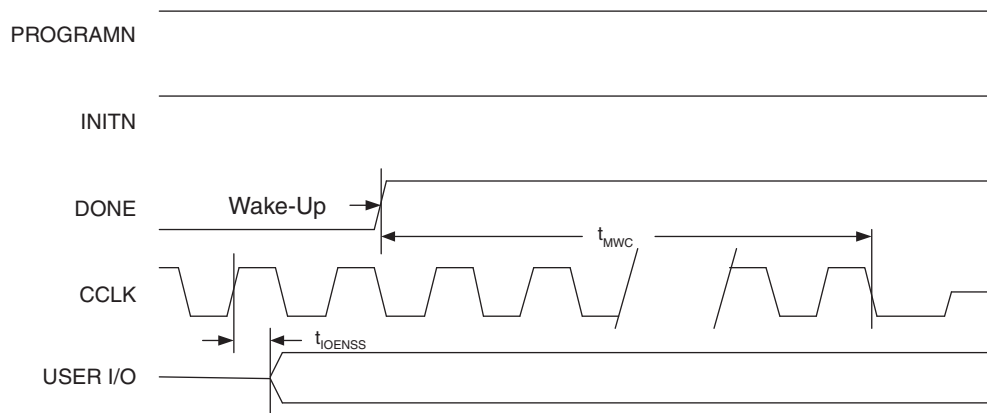 PROGRAMN
INITN
DONE
Wake-Up
tMWC
CCLK
tIOENSS
USER I/O